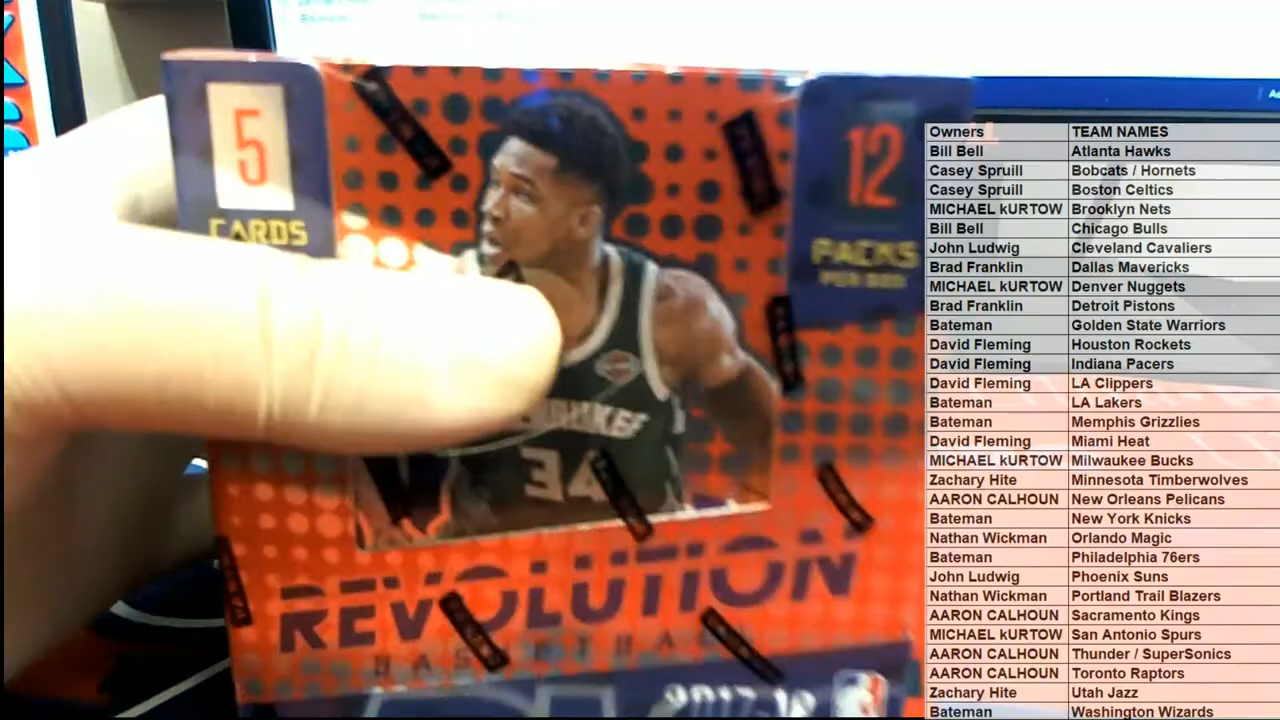 5
CARDS
12
PACKS
PER BOX
34
REVOLUTION
BASKETBALL
2017-18
Owners TEAM NAMES
Bill Bell Atlanta Hawks
Casey Spruill Bobcats / Hornets
Casey Spruill Boston Celtics
MICHAEL kURTOW Brooklyn Nets
Bill Bell Chicago Bulls
John Ludwig Cleveland Cavaliers
Brad Franklin Dallas Mavericks
MICHAEL kURTOW Denver Nuggets
Brad Franklin Detroit Pistons
Bateman Golden State Warriors
David Fleming Houston Rockets
David Fleming Indiana Pacers
David Fleming LA Clippers
Bateman LA Lakers
Bateman Memphis Grizzlies
David Fleming Miami Heat
MICHAEL kURTOW Milwaukee Bucks
Zachary Hite Minnesota Timberwolves
AARON CALHOUN New Orleans Pelicans
Bateman New York Knicks
Nathan Wickman Orlando Magic
Bateman Philadelphia 76ers
John Ludwig Phoenix Suns
Nathan Wickman Portland Trail Blazers
AARON CALHOUN Sacramento Kings
MICHAEL kURTOW San Antonio Spurs
AARON CALHOUN Thunder / SuperSonics
AARON CALHOUN Toronto Raptors
Zachary Hite Utah Jazz
Bateman Washington Wizards